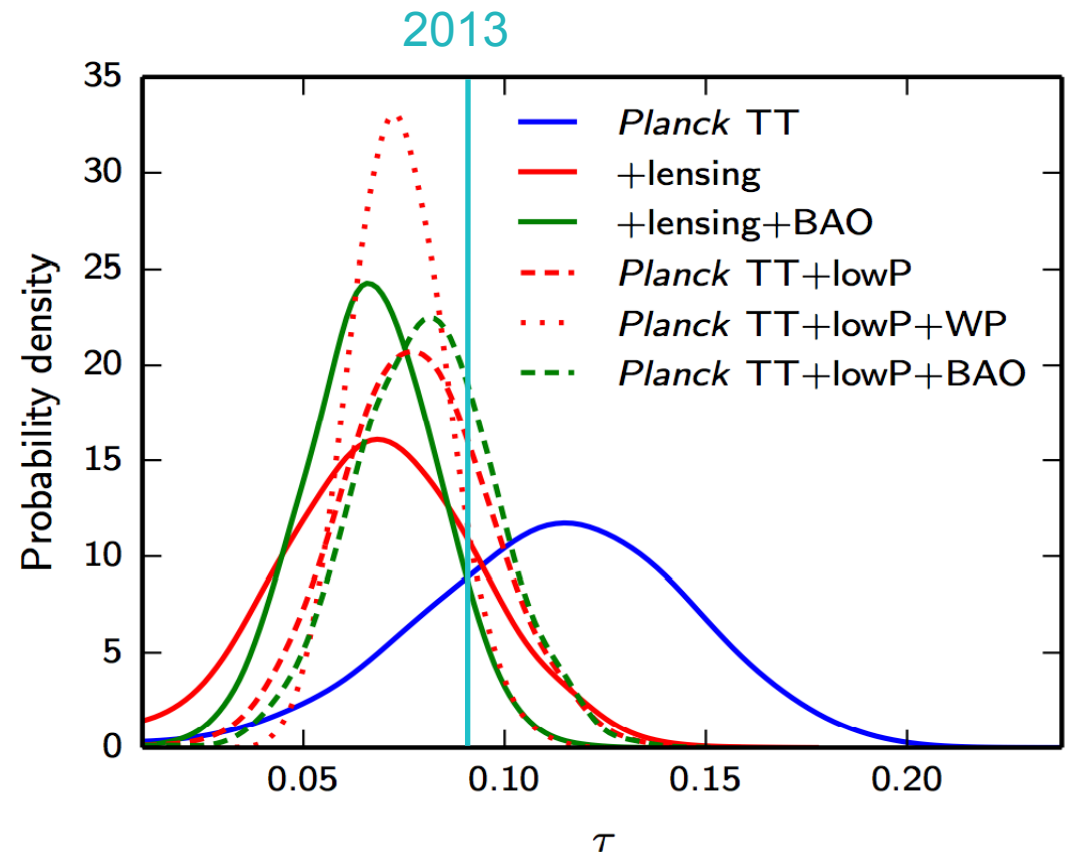 2013
35
30
25
20
15
10
5
0
Probability density
Planck TT
+lensing
+lensing+BAO
Planck TT+lowP
Planck TT+lowP+WP
Planck TT+lowP+BAO
0.05 0.10 0.15 0.20
τ